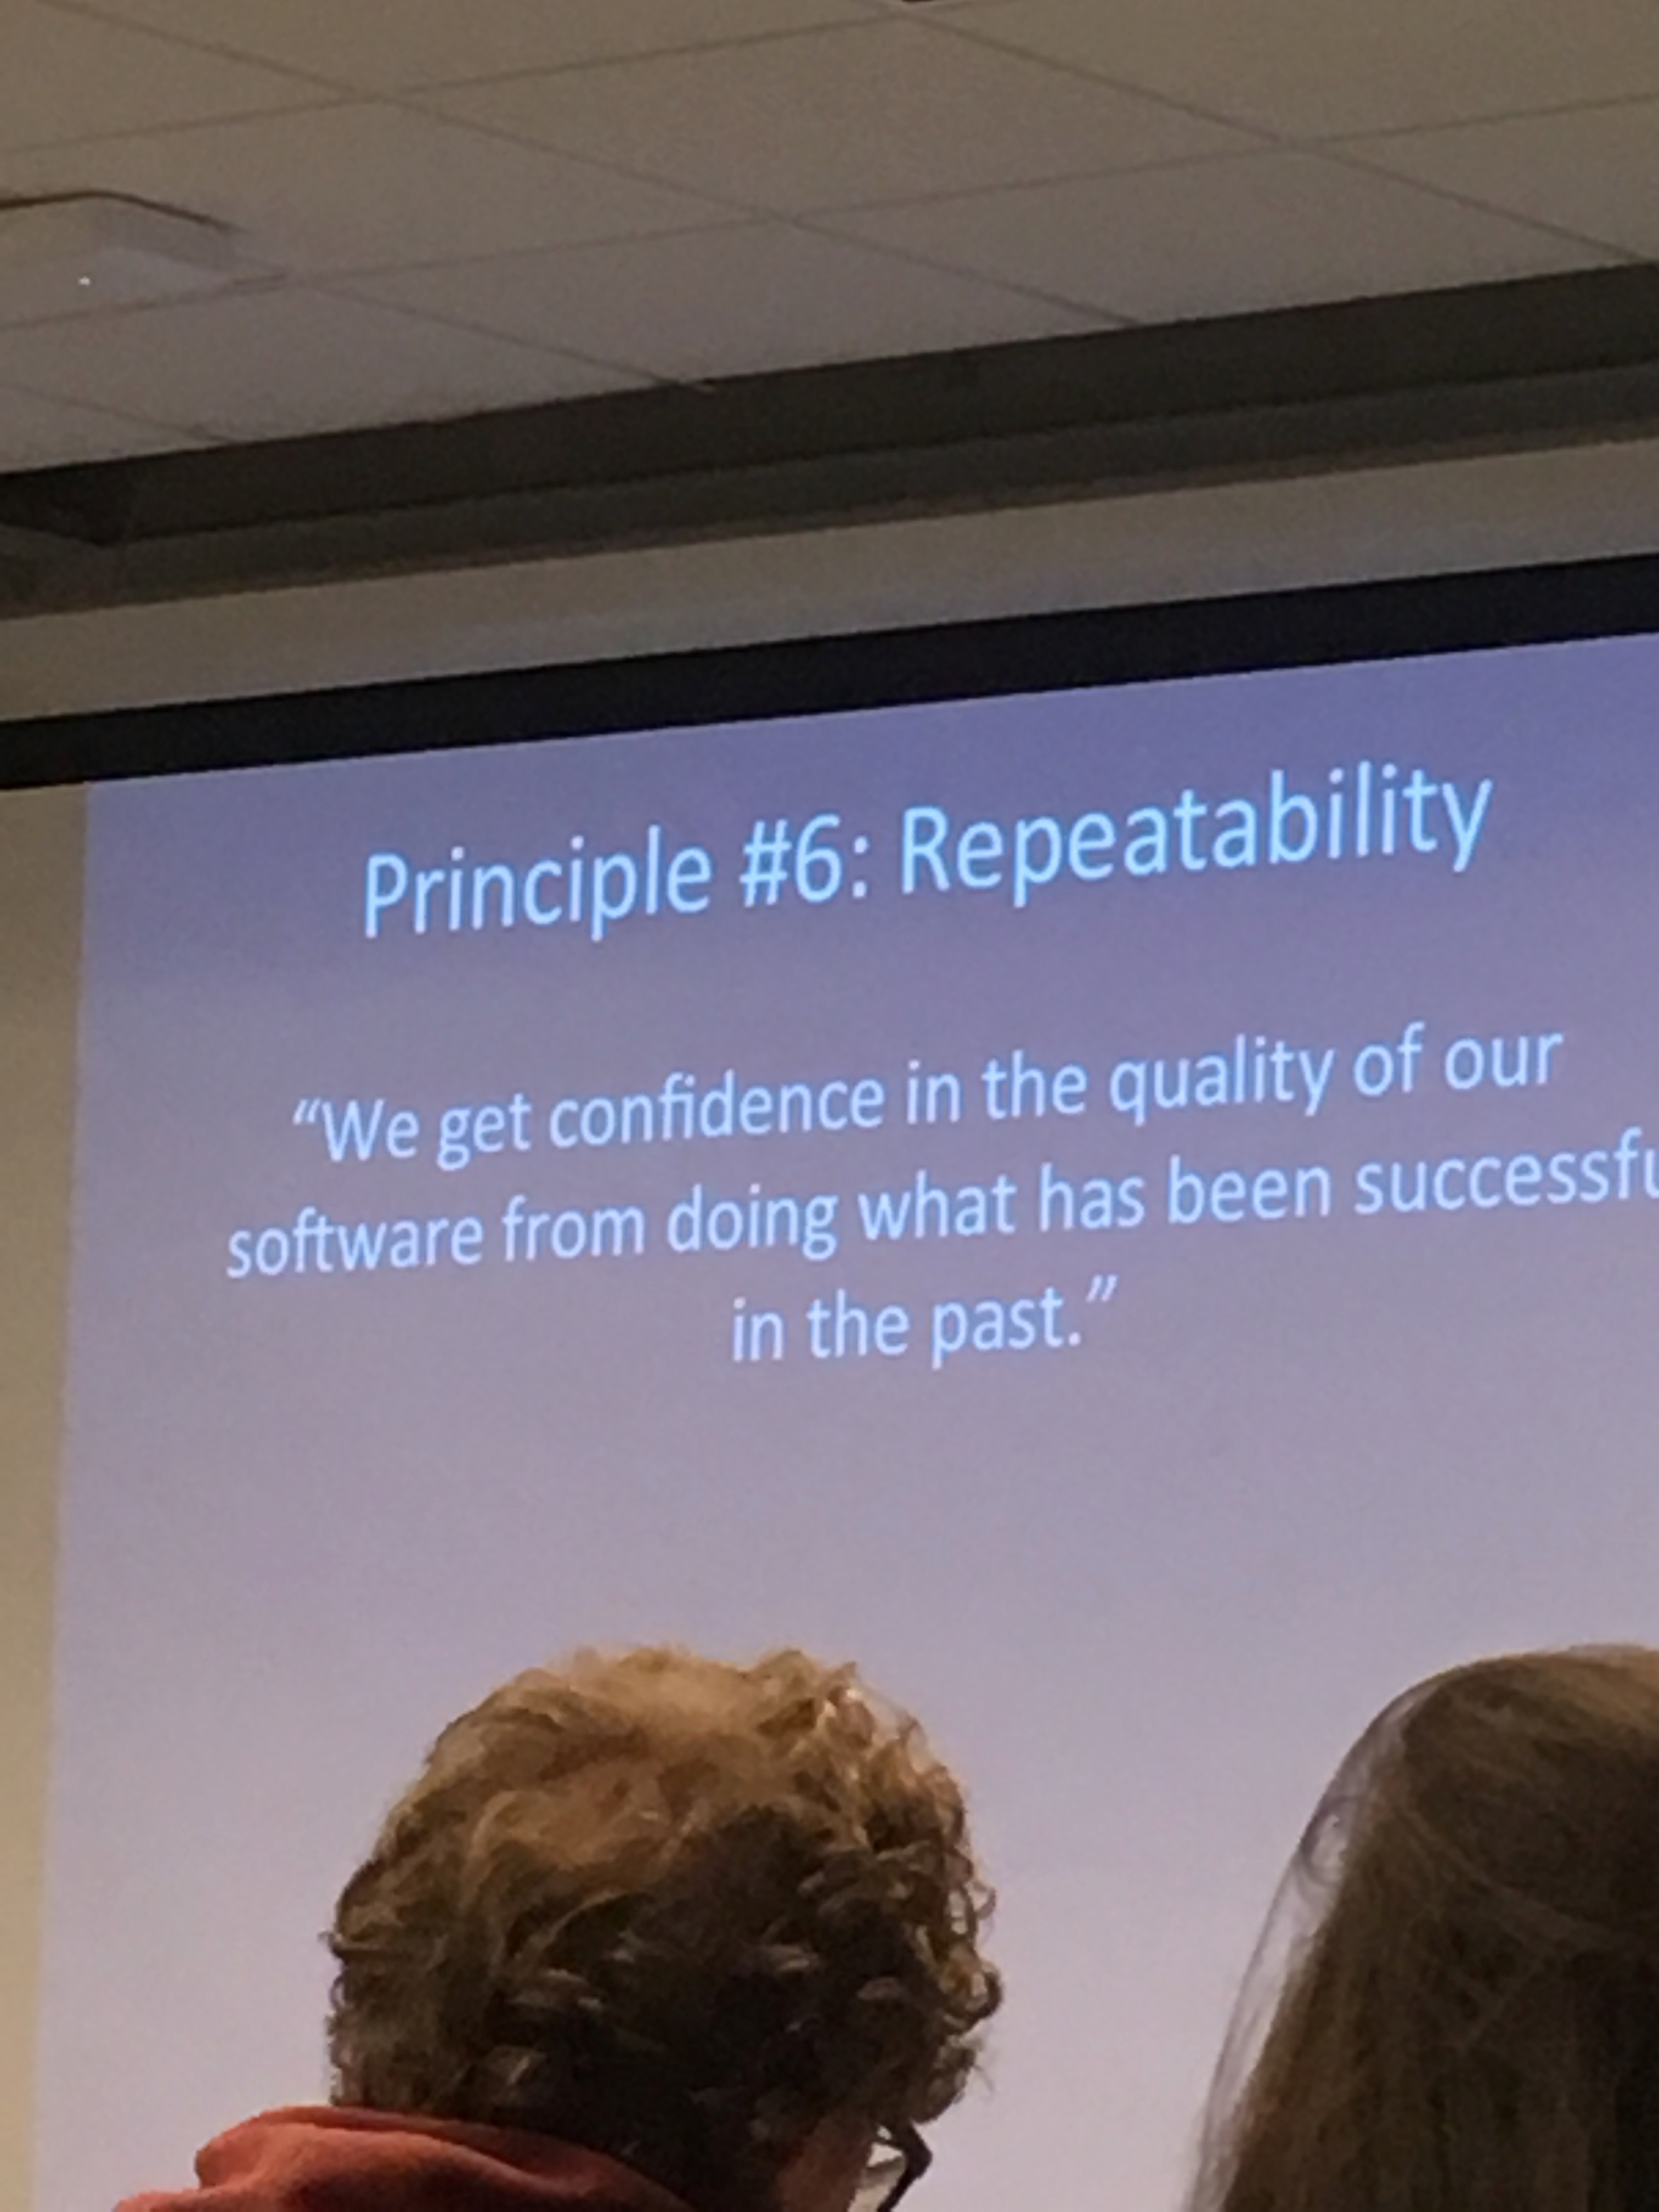 Principle #6: Repeatability
“We get confidence in the quality of our
software from doing what has been successfu
in the past.”